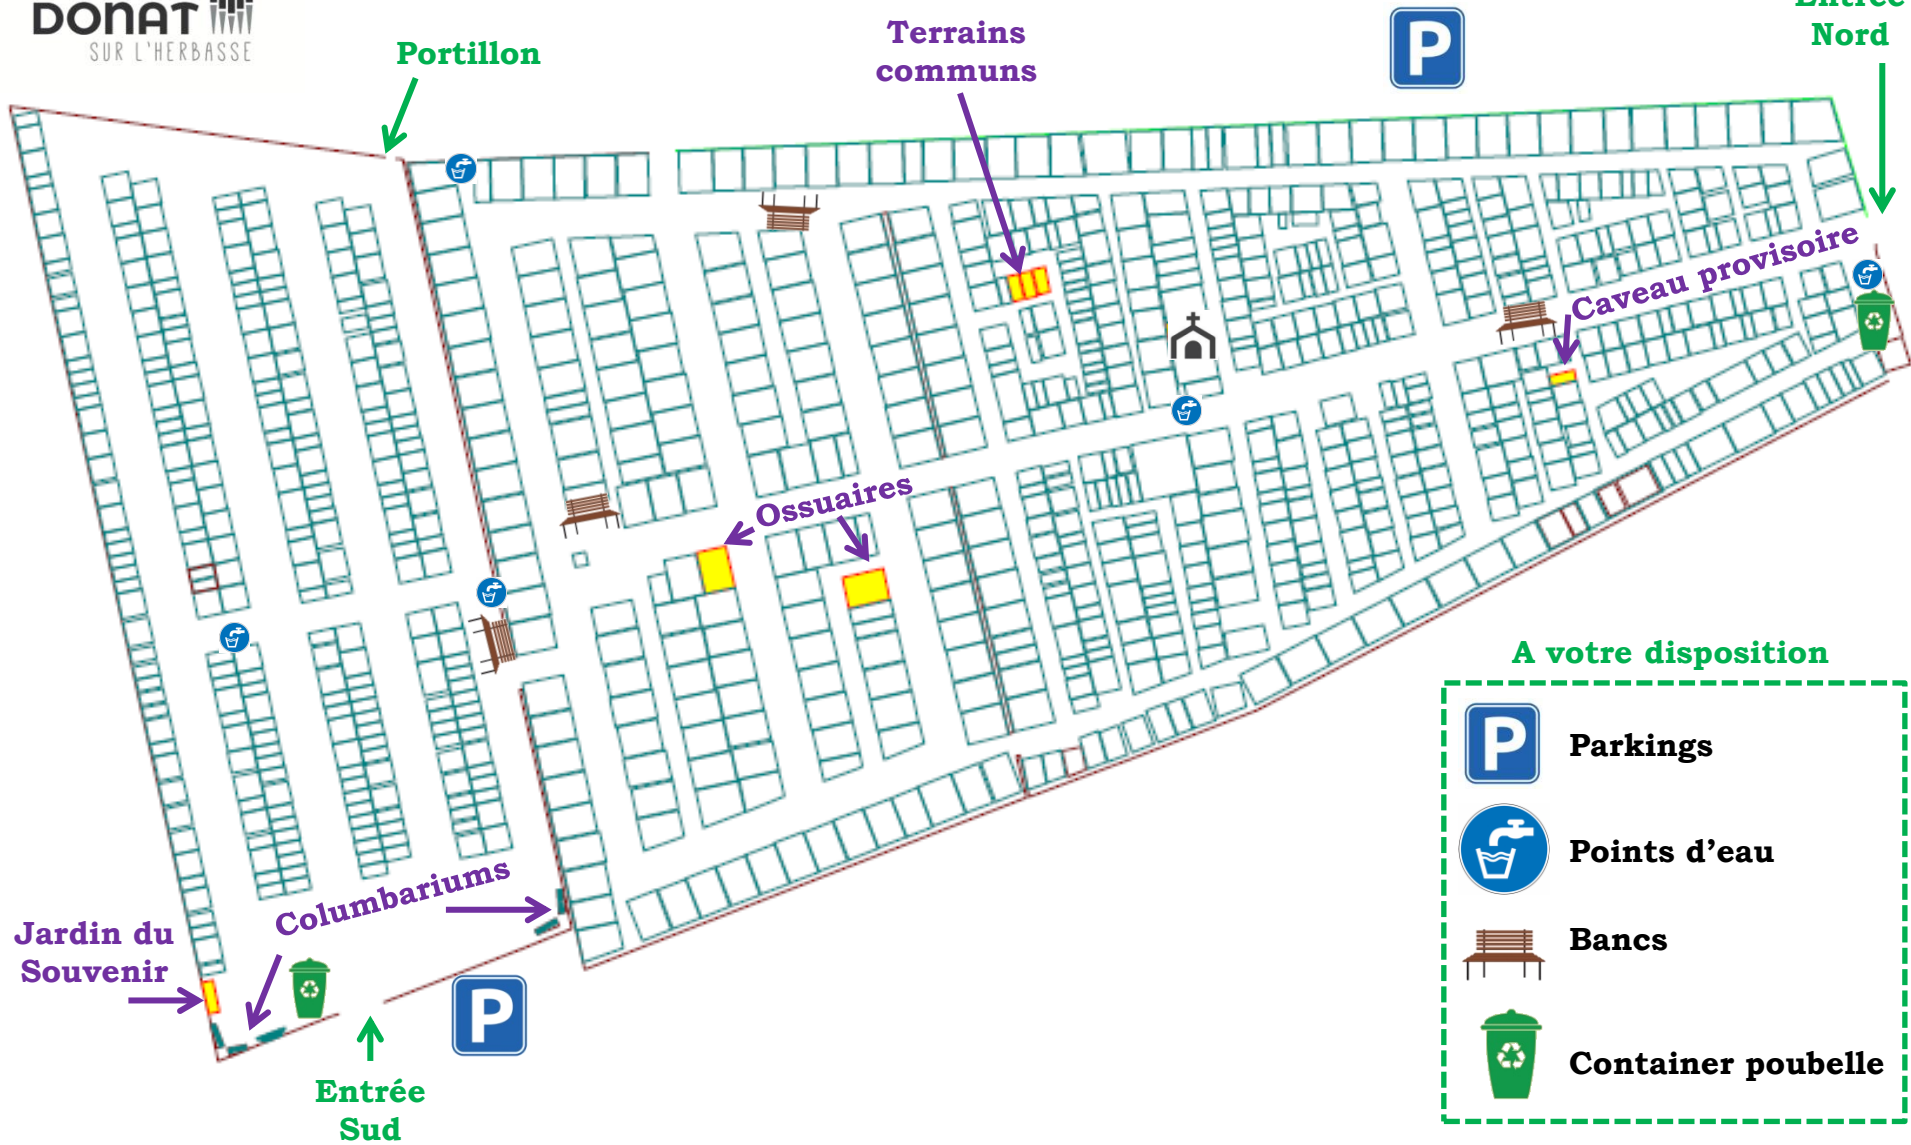 DONAT
SUR L'HERBASSE
Portillon
Terrains
communs
P
Entrée
Nord
Caveau provisoire
Ossuaires
Columbariums
Jardin du
Souvenir
P
Entrée
Sud
A votre disposition
P
Parkings
Points d'eau
Bancs
Container poubelle